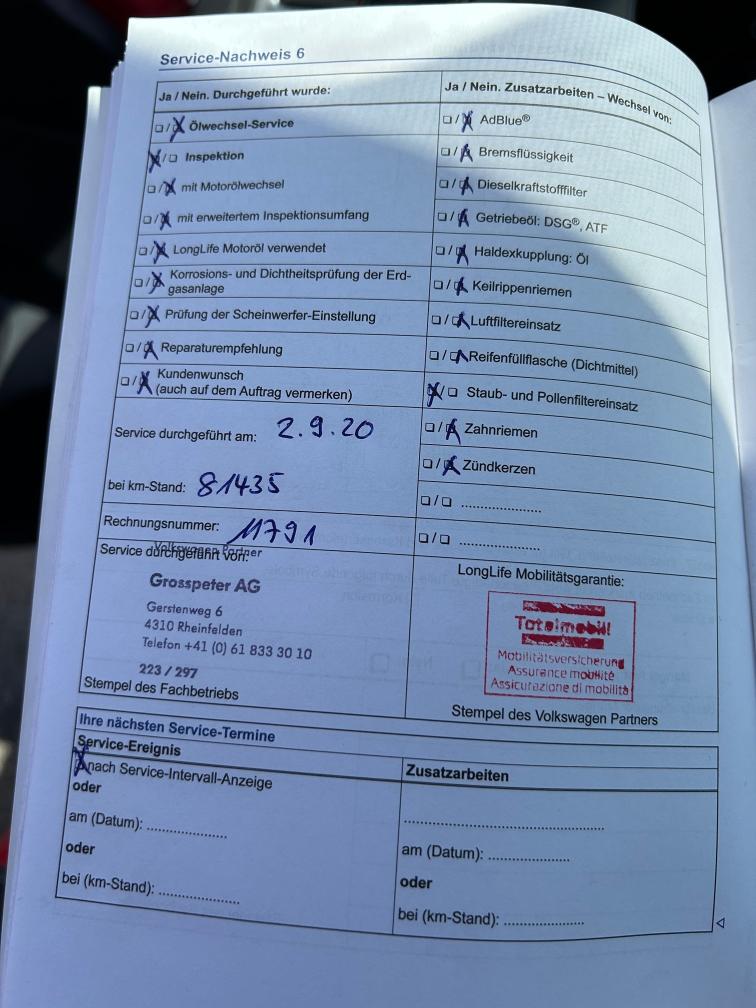 Service-Nachweis 6
Ja / Nein. Durchgeführt wurde:
❑/❑ Ölwechsel-Service
❑/❑ Inspektion
❑/❑ mit Motorölwechsel
❑/❑ mit erweitertem Inspektionsumfang
❑/❑ LongLife Motoröl verwendet
❑/❑ Korrosions- und Dichtheitsprüfung der Erd-
gasanlage
❑/❑ Prüfung der Scheinwerfer-Einstellung
❑/❑ Reparaturempfehlung
❑/❑ Kundenwunsch
(auch auf dem Auftrag vermerken)
Service durchgeführt am: 2.9.20
bei km-Stand: 81435
Rechnungsnummer: 11791
Service durchgeführt von:
Volkswagen Partner
Grosspeter AG
Gerstenweg 6
4310 Rheinfelden
Telefon +41 (0) 61 833 30 10
223 / 297
Stempel des Fachbetriebs
Ja / Nein. Zusatzarbeiten – Wechsel von:
❑/❑ AdBlue®
❑/❑ Bremsflüssigkeit
❑/❑ Dieselkraftstofffilter
❑/❑ Getriebeöl: DSG®, ATF
❑/❑ Haldexkupplung: Öl
❑/❑ Keilrippenriemen
❑/❑ Luftfiltereinsatz
❑/❑ Reifenfüllflasche (Dichtmittel)
❑/❑ Staub- und Pollenfiltereinsatz
❑/❑ Zahnriemen
❑/❑ Zündkerzen
❑/❑ ......................
❑/❑ ......................
LongLife Mobilitätsgarantie:
Totalmobil!
Mobilitätsversicherung
Assurance mobilité
Assicurazione di mobilità
Stempel des Volkswagen Partners
Ihre nächsten Service-Termine
Service-Ereignis
nach Service-Intervall-Anzeige
oder
am (Datum): ......................
oder
bei (km-Stand): ......................
Zusatzarbeiten
......................................................
am (Datum): ......................
oder
bei (km-Stand): ......................